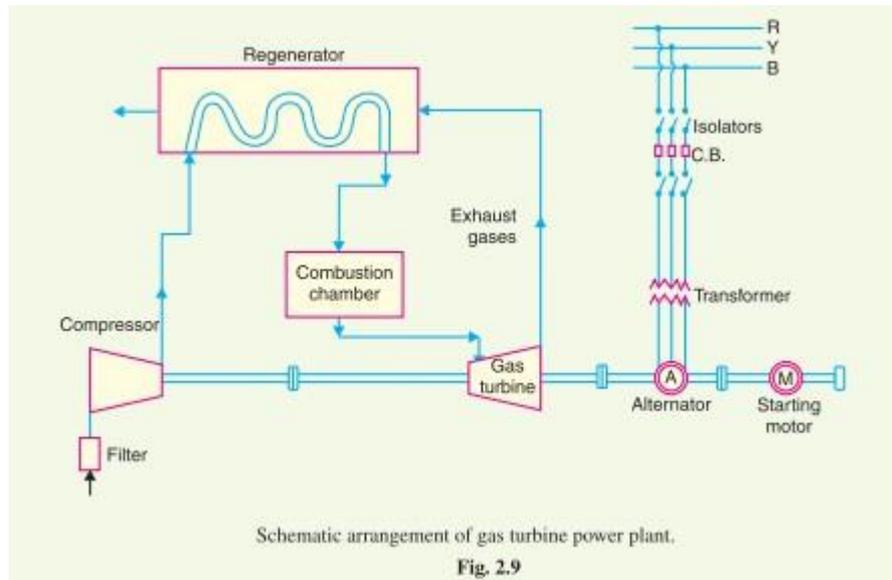 R
Y
B
Regenerator
Isolators
C.B.
Exhaust
gases
Combustion
chamber
Transformer
Compressor
Gas
turbine
A
M
Alternator
Starting
motor
Filter
Schematic arrangement of gas turbine power plant.
Fig. 2.9